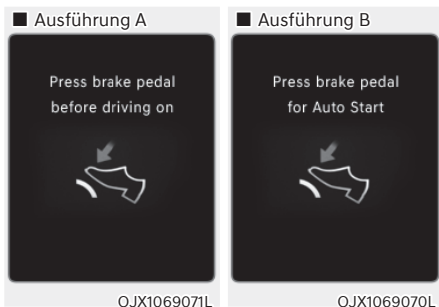 ■ Ausführung A
Press brake pedal
before driving on
OJX1069071L
■ Ausführung B
Press brake pedal
for Auto Start
OJX1069070L